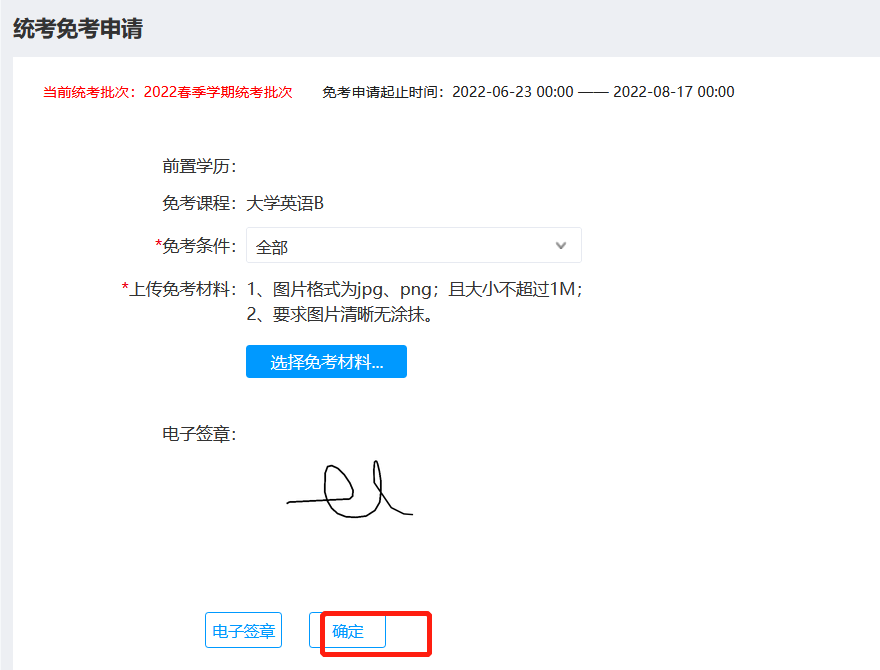 统考免考申请
当前统考批次：2022春季学期统考批次 免考申请起止时间：2022-06-23 00:00 —— 2022-08-17 00:00
前置学历：
免考课程：大学英语B
*免考条件：全部
*上传免考材料：1、图片格式为jpg、png；且大小不超过1M；
2、要求图片清晰无涂抹。
选择免考材料...
电子签章：
电子签章 确定